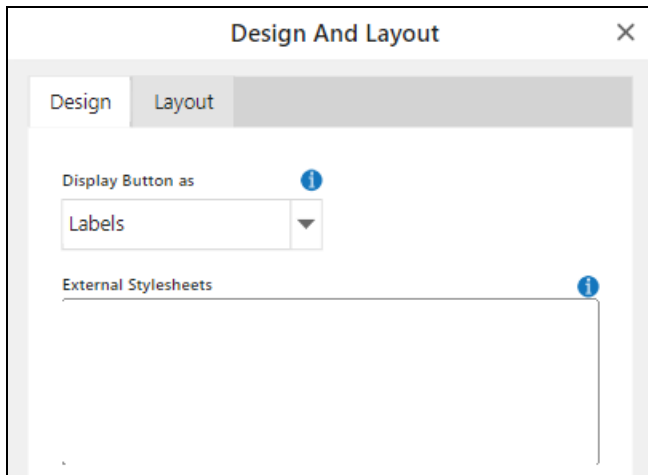 Design And Layout
Design Layout
Display Button as
Labels
External Stylesheets